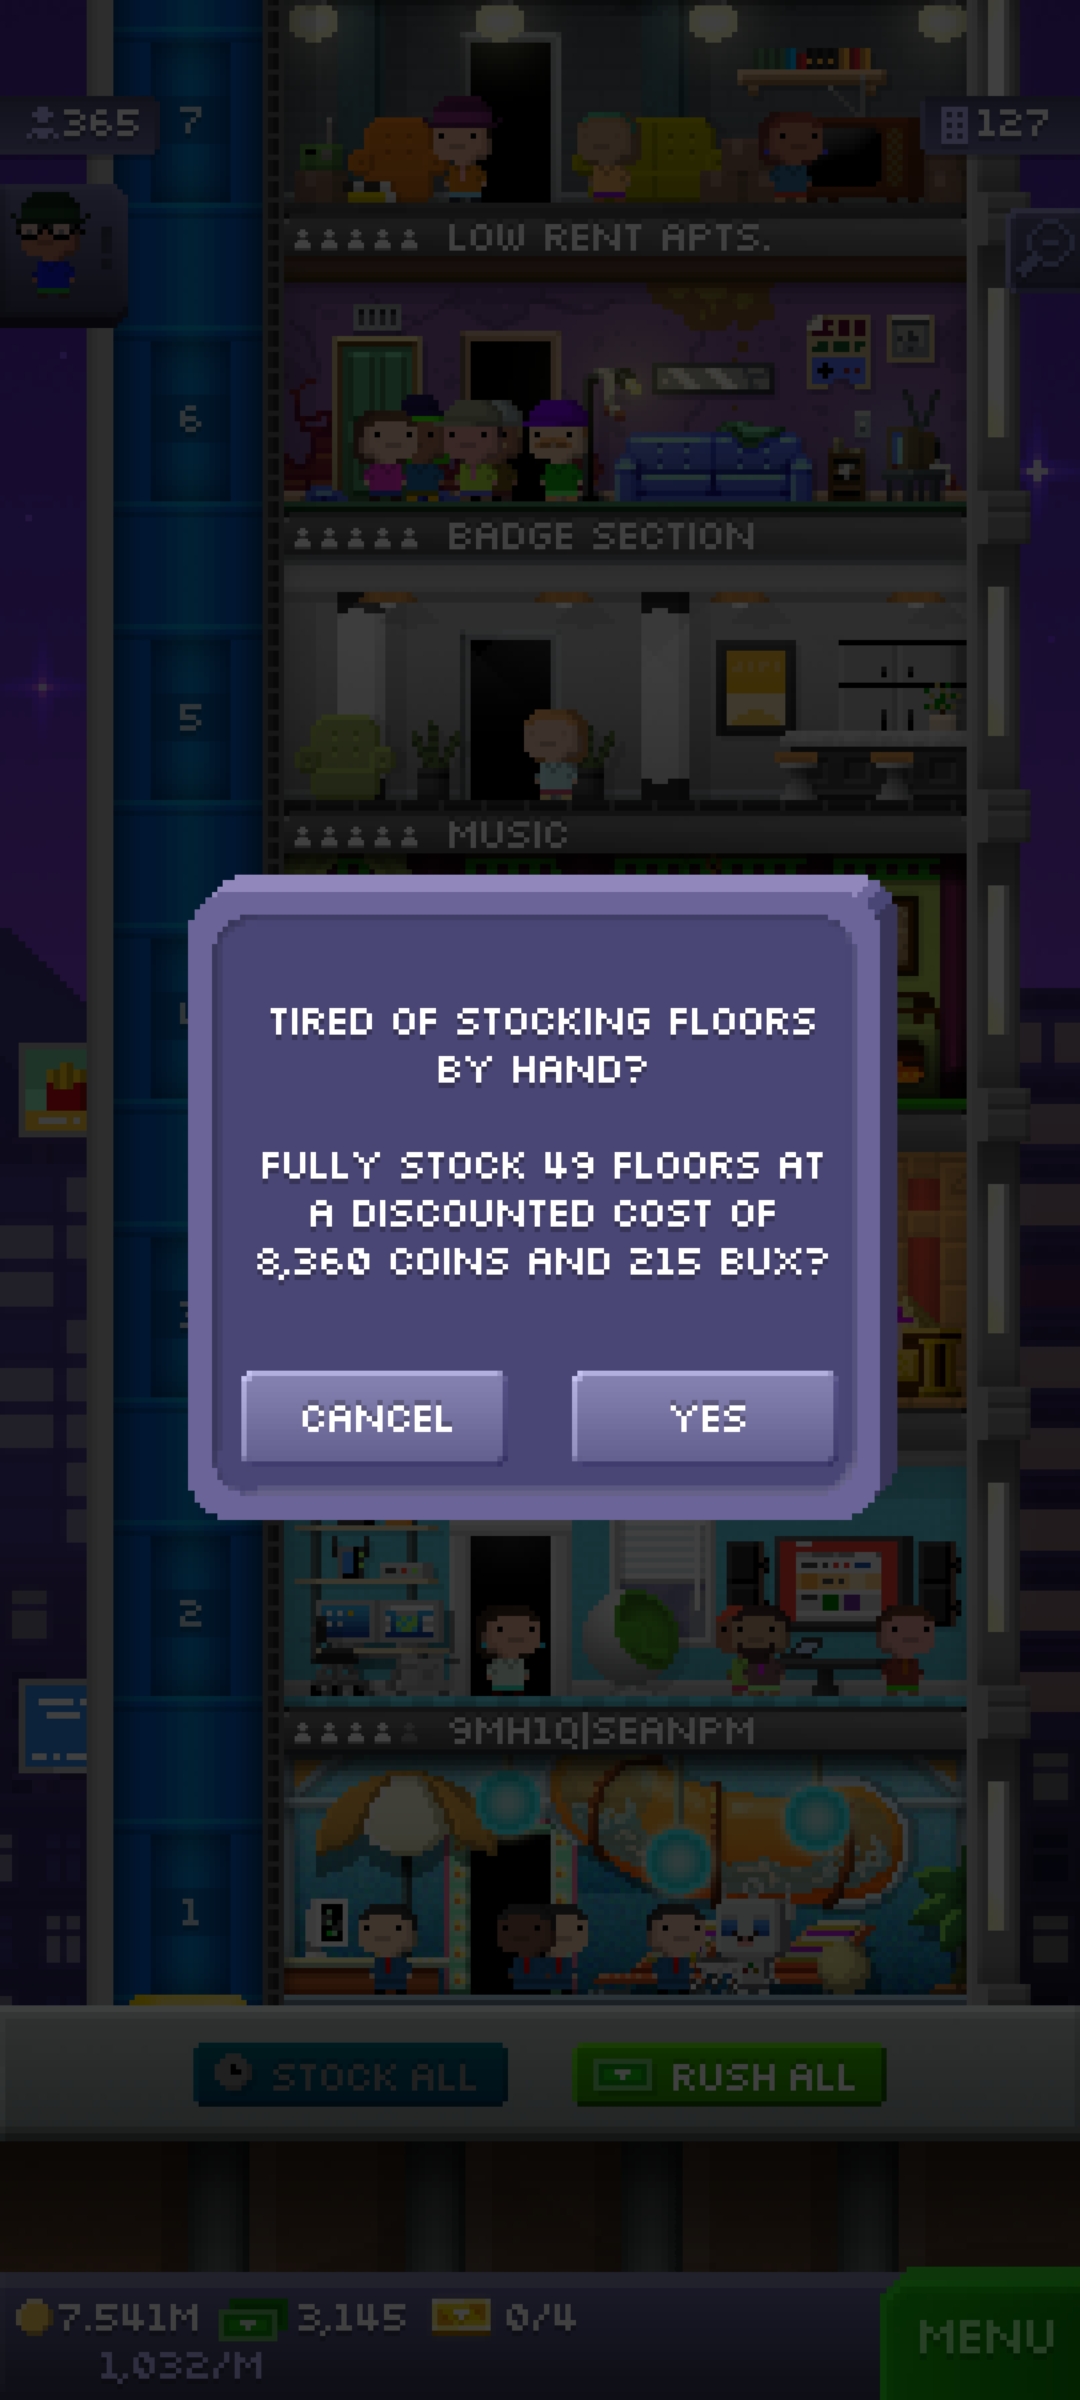 365
7
127
LOW RENT APTS.
6
BADGE SECTION
5
MUSIC
TIRED OF STOCKING FLOORS
BY HAND?
FULLY STOCK 49 FLOORS AT
A DISCOUNTED COST OF
8,360 COINS AND 215 BUX?
CANCEL
YES
2
9MH1Q|SEANPM
1
STOCK ALL
RUSH ALL
7.541M
3,145
0/4
1,032/M
MENU